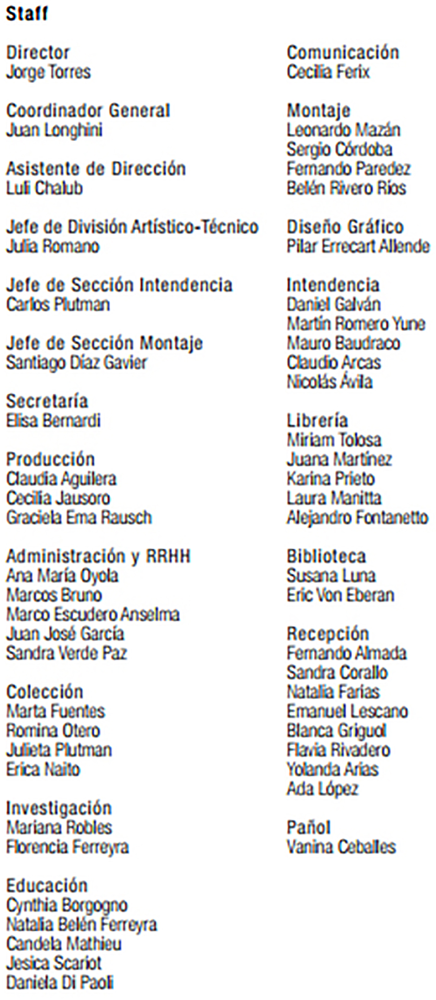 Staff
Director
Jorge Torres
Coordinador General
Juan Longhini
Asistente de Dirección
Luli Chalub
Jefe de División Artístico-Técnico
Julia Romano
Jefe de Sección Intendencia
Carlos Plutman
Jefe de Sección Montaje
Santiago Díaz Gavier
Secretaría
Elisa Bernardi
Producción
Claudia Aguilera
Cecilia Jausoro
Graciela Ema Rausch
Administración y RRHH
Ana María Oyola
Marcos Bruno
Marco Escudero Anselma
Juan José García
Sandra Verde Paz
Colección
Marta Fuentes
Romina Otero
Julieta Plutman
Erica Naito
Investigación
Mariana Robles
Florencia Ferreyra
Educación
Cynthia Borgogno
Natalia Belén Ferreyra
Candela Mathieu
Jesica Scariot
Daniela Di Paoli
Comunicación
Cecilia Ferix
Montaje
Leonardo Mazán
Sergio Córdoba
Fernando Paredez
Belén Rivero Ríos
Diseño Gráfico
Pilar Errecart Allende
Intendencia
Daniel Galván
Martín Romero Yune
Mauro Baudraco
Claudio Arcas
Nicolás Ávila
Librería
Miriam Tolosa
Juana Martínez
Karina Prieto
Laura Manitta
Alejandro Fontanetto
Biblioteca
Susana Luna
Eric Von Eberan
Recepción
Fernando Almada
Sandra Corallo
Natalia Farías
Emanuel Lescano
Blanca Griguol
Flavia Rivadero
Yolanda Arias
Ada López
Pañol
Vanina Ceballes